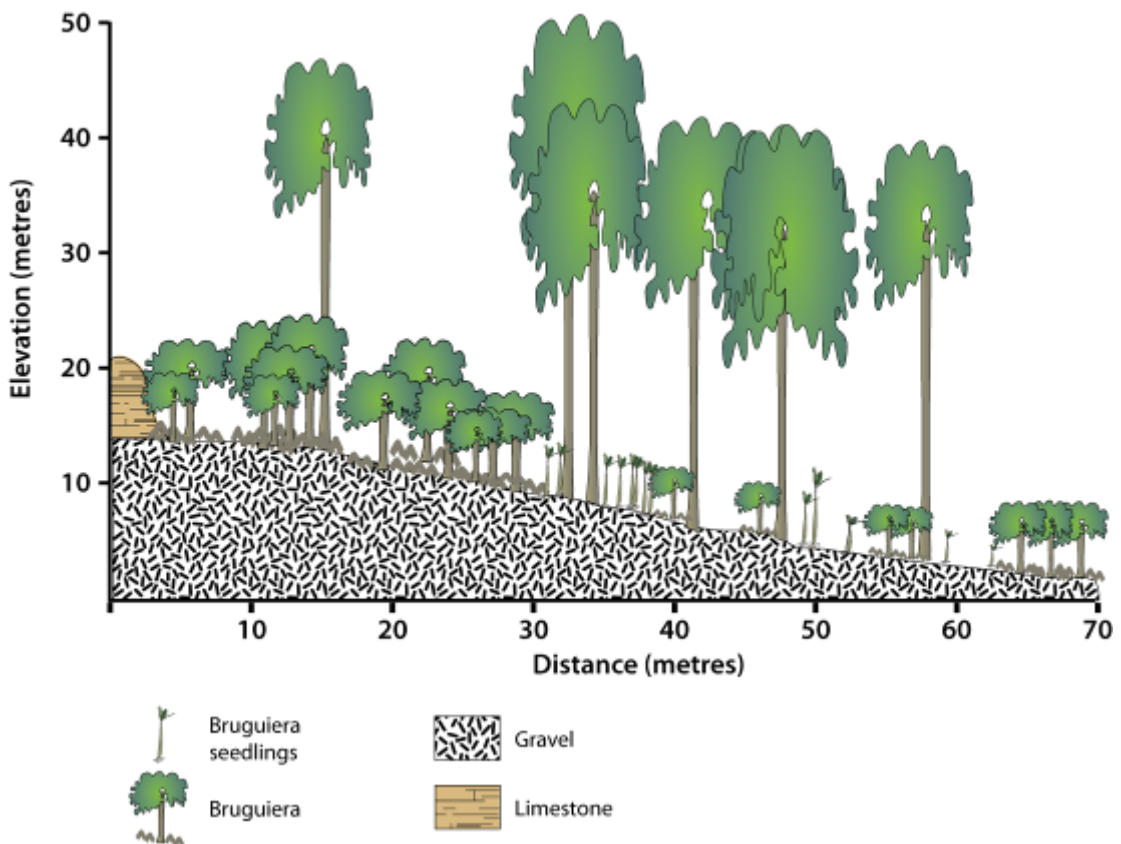 50
40
30
20
10
Elevation (metres)
10 20 30 40 50 60 70
Distance (metres)
Bruguiera
seedlings
Gravel
Bruguiera
Limestone